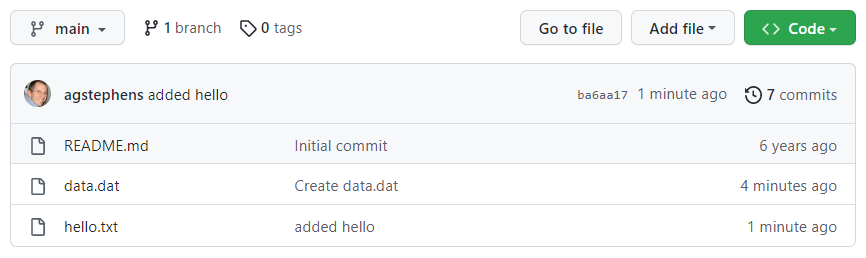 main 1 branch 0 tags Go to file Add file Code
agstephens added hello ba6aa17 1 minute ago 7 commits
README.md Initial commit 6 years ago
data.dat Create data.dat 4 minutes ago
hello.txt added hello 1 minute ago